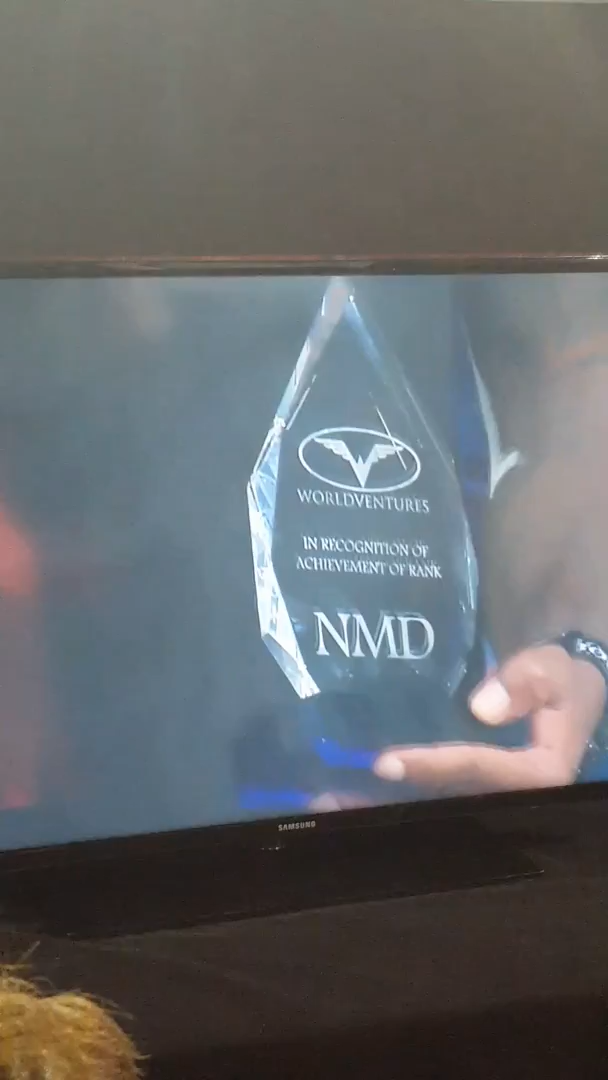 WORLDVENTURES
IN RECOGNITION OF
ACHIEVEMENT OF RANK
NMD
SAMSUNG